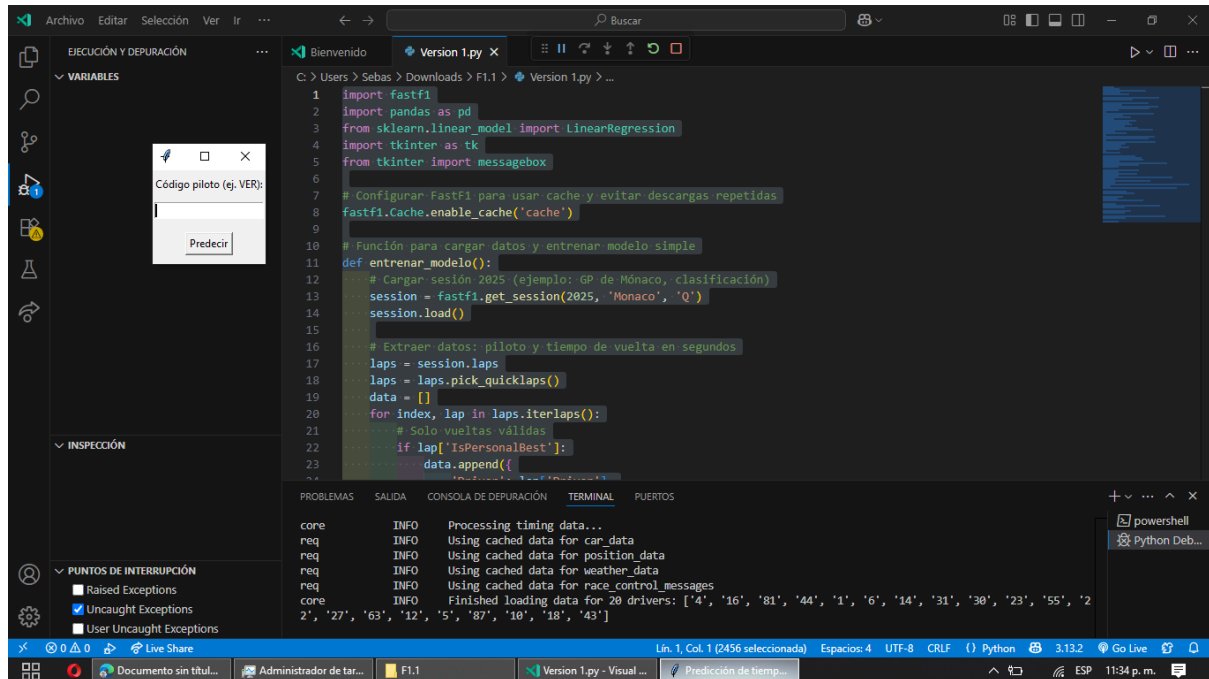 Archivo Editar Selección Ver Ir ···
Buscar
EJECUCIÓN Y DEPURACIÓN ···
Bienvenido
Version 1.py
C: > Users > Sebas > Downloads > F1.1 > Version 1.py > ...
VARIABLES
Código piloto (ej. VER):
Predecir
1 import fastf1
2 import pandas as pd
3 from sklearn.linear_model import LinearRegression
4 import tkinter as tk
5 from tkinter import messagebox
6
7 # Configurar FastF1 para usar cache y evitar descargas repetidas
8 fastf1.Cache.enable_cache('cache')
9
10 # Función para cargar datos y entrenar modelo simple
11 def entrenar_modelo():
12 # Cargar sesión 2025 (ejemplo: GP de Mónaco, clasificación)
13 session = fastf1.get_session(2025, 'Monaco', 'Q')
14 session.load()
15
16 # Extraer datos: piloto y tiempo de vuelta en segundos
17 laps = session.laps
18 laps = laps.pick_quicklaps()
19 data = []
20 for index, lap in laps.iterlaps():
21 # Solo vueltas válidas
22 if lap['IsPersonalBest']:
23 data.append({
INSPECCIÓN
PUNTOS DE INTERRUPCIÓN
Raised Exceptions
Uncaught Exceptions
User Uncaught Exceptions
1
PROBLEMAS SALIDA CONSOLA DE DEPURACIÓN TERMINAL PUERTOS
core INFO Processing timing data...
req INFO Using cached data for car_data
req INFO Using cached data for position_data
req INFO Using cached data for weather_data
req INFO Using cached data for race_control_messages
core INFO Finished loading data for 20 drivers: ['4', '16', '81', '44', '1', '6', '14', '31', '30', '23', '55', '2
2', '27', '63', '12', '5', '87', '10', '18', '43']
powershell
Python Deb...
0 0 Live Share
Lín. 1, Col. 1 (2456 seleccionada) Espacios: 4 UTF-8 CRLF {} Python 3.13.2 Go Live
Documento sin títul... Administrador de tar... F1.1 Version 1.py - Visual ... Predicción de tiemp... ESP 11:34 p. m.